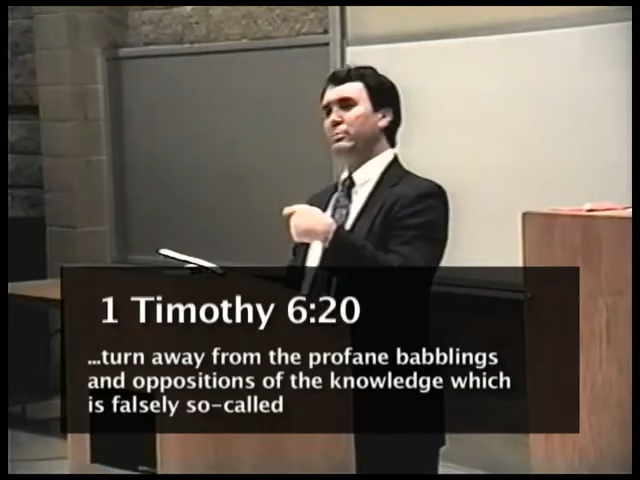 1 Timothy 6:20
...turn away from the profane babblings
and oppositions of the knowledge which
is falsely so-called